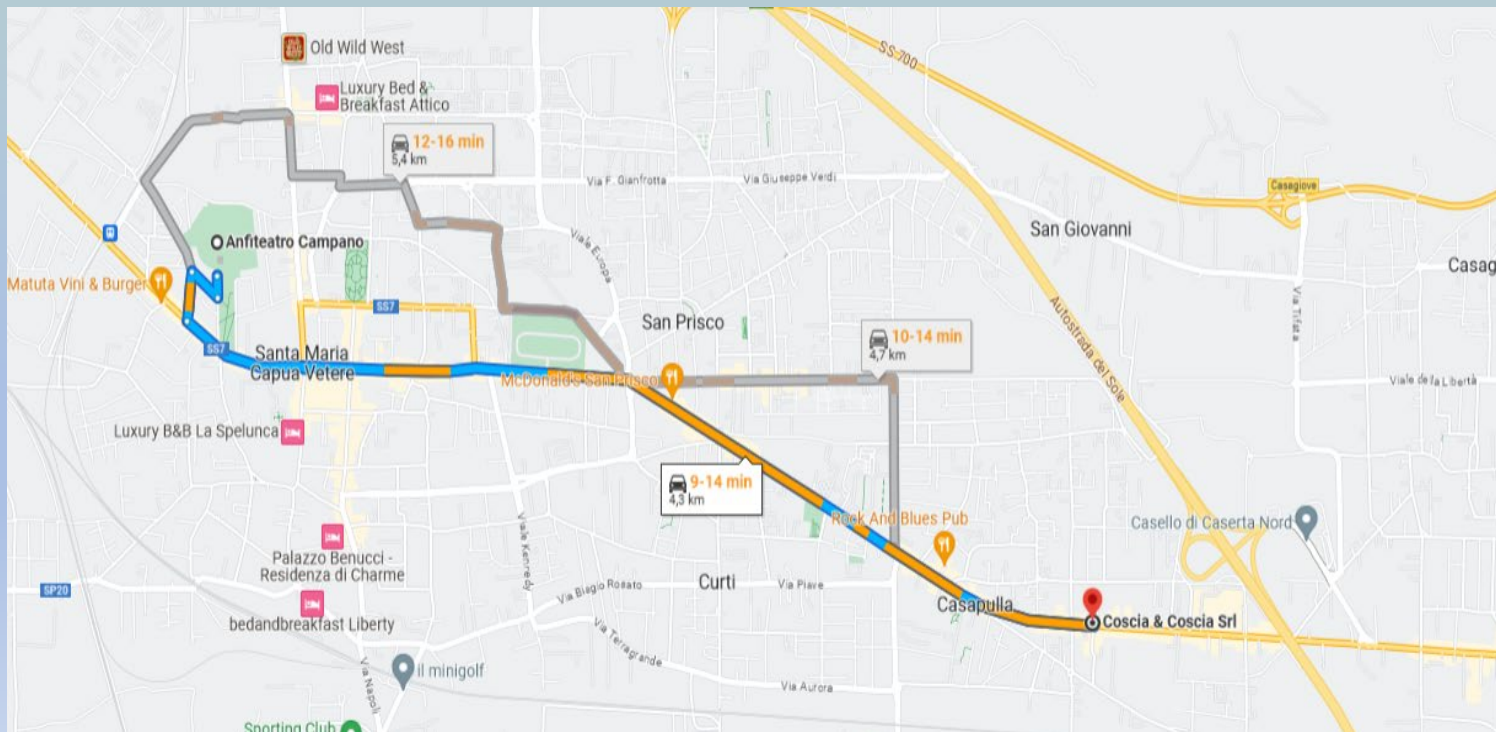 Old Wild West
Luxury Bed &
Breakfast Attico
SS 700
12-16 min
5,4 km
Via F. Gianfrotta
Via Giuseppe Verdi
Casagiove
San Giovanni
Anfiteatro Campano
Viale Europa
Casag
Matuta Vini & Burger
SS7
Via Tifata
Autostrada del Sole
San Prisco
10-14 min
4,7 km
SS7
Santa Maria
Capua Vetere
McDonald's San Prisco
Viale della Libertà
Luxury B&B La Spelunca
9-14 min
4,3 km
Rock And Blues Pub
Casello di Caserta Nord
Viale Kennedy
Palazzo Benucci -
Residenza di Charme
SP20
Via Biagio Rosato
Curti
Via Piave
bedandbreakfast Liberty
Casapulla
Coscia & Coscia Srl
Via Terragrande
il minigolf
Via Napoli
Via Aurora
Sporting Club